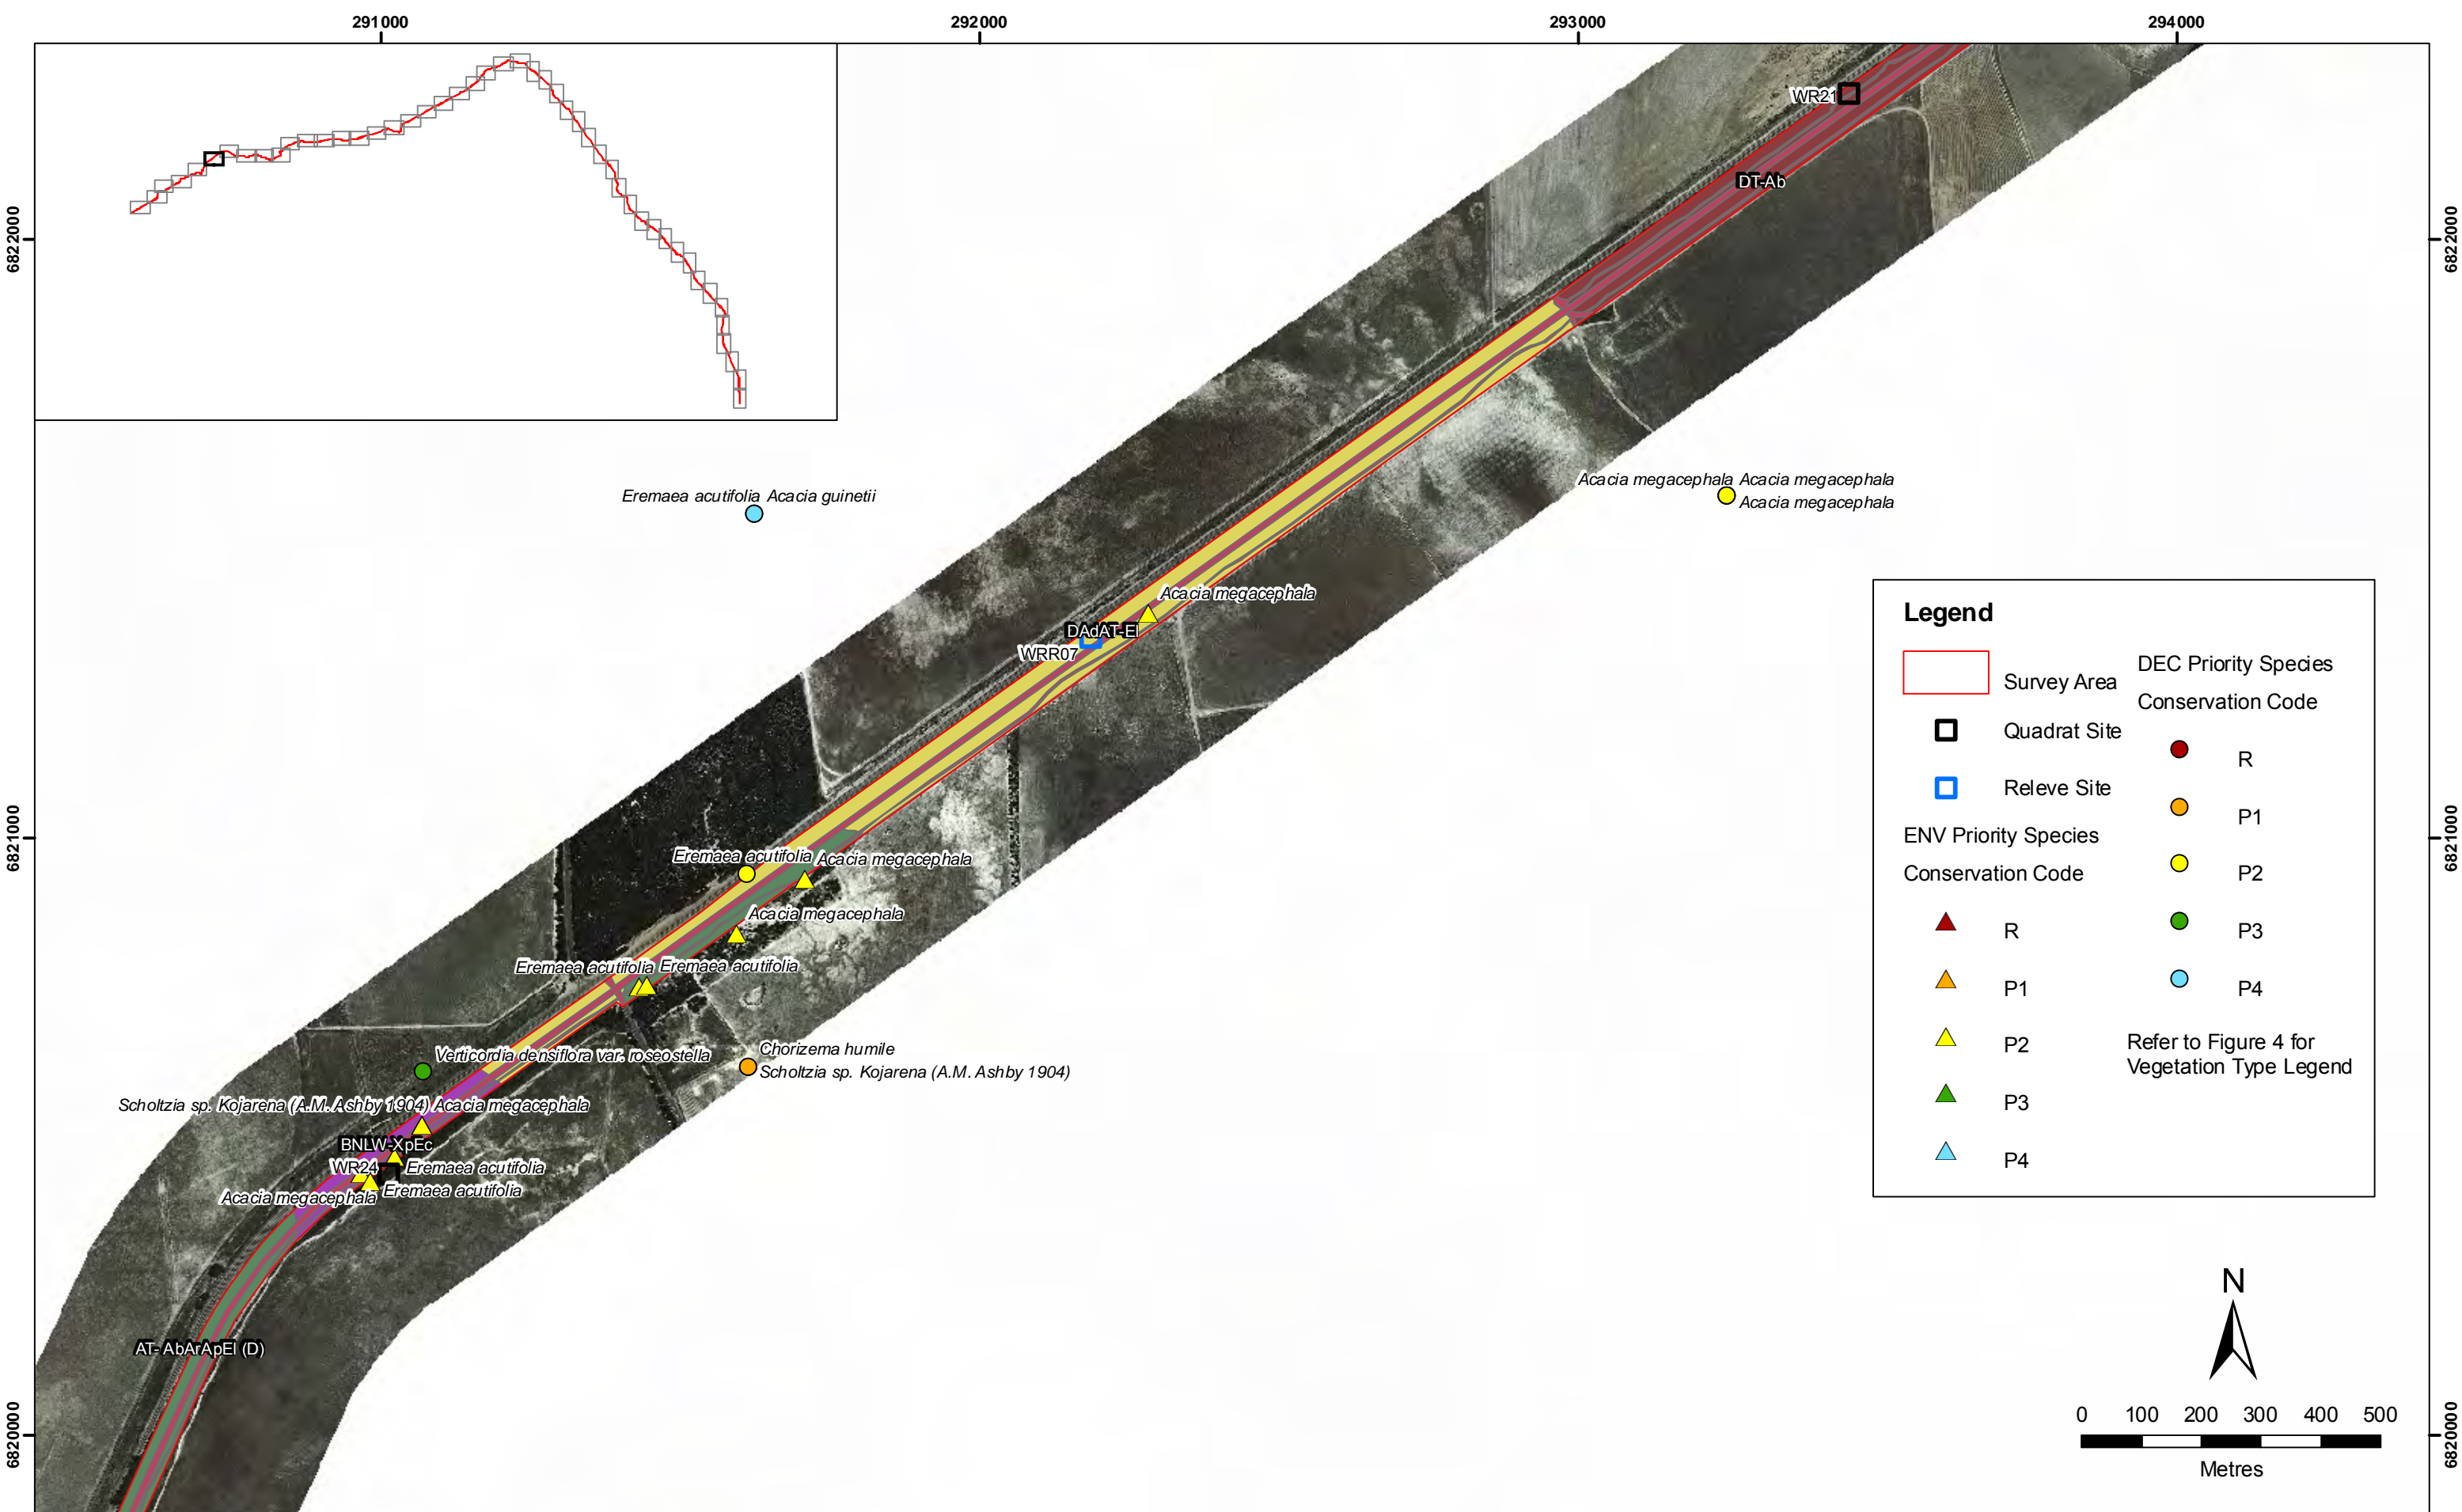 291000 292000 293000 294000
6822000 6822000
6821000 6821000
6820000 6820000
WR21
DT-Ab
Eremaea acutifolia Acacia guinetii
Acacia megacephala Acacia megacephala
Acacia megacephala
Acacia megacephala
DAdAT-El
WRR07
Eremaea acutifolia Acacia megacephala
Acacia megacephala
Eremaea acutifolia Eremaea acutifolia
Verticordia densiflora var. roseostella
Chorizema humile
Scholtzia sp. Kojarena (A.M. Ashby 1904)
Scholtzia sp. Kojarena (A.M. Ashby 1904) Acacia megacephala
BNLW-XpEc
WR24 Eremaea acutifolia
Eremaea acutifolia
Acacia megacephala
AT- AbArApEl (D)
Legend
Survey Area
Quadrat Site
Releve Site
ENV Priority Species
Conservation Code
R
P1
P2
P3
P4
DEC Priority Species
Conservation Code
R
P1
P2
P3
P4
Refer to Figure 4 for
Vegetation Type Legend
N
0 100 200 300 400 500
Metres